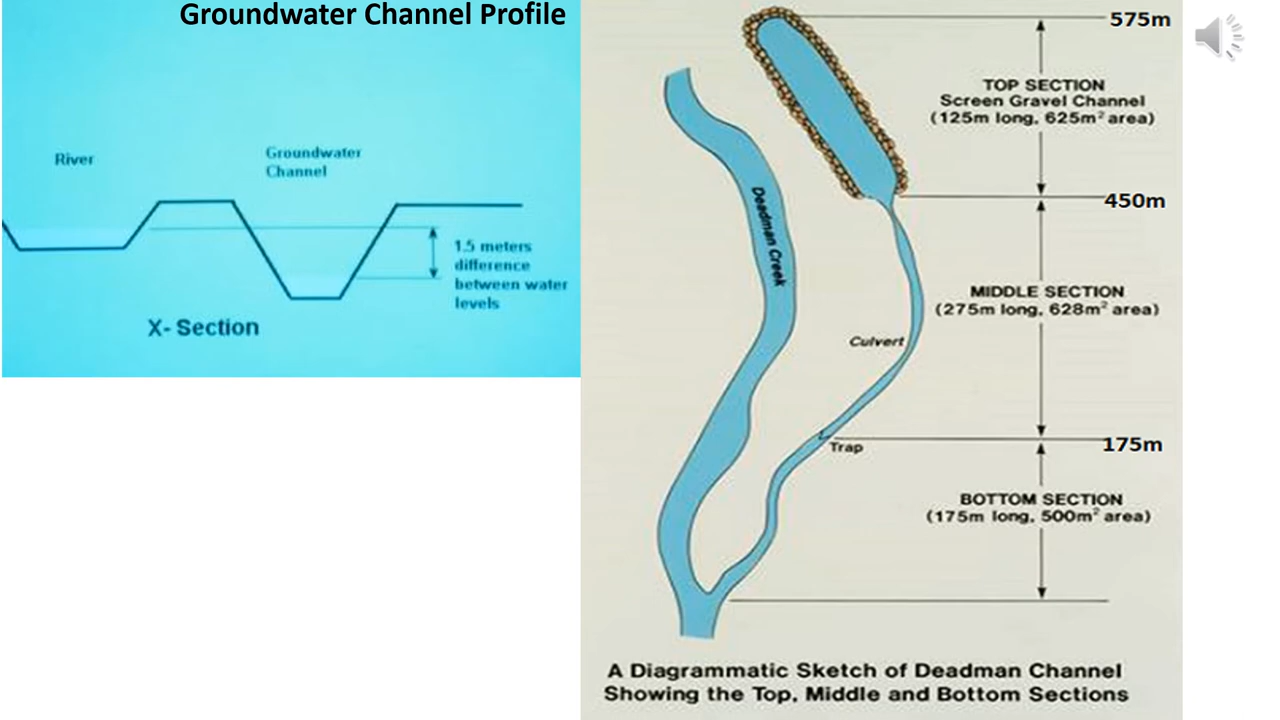 Groundwater Channel Profile
River
Groundwater
Channel
1.5 meters
difference
between water
levels
X- Section
575m
TOP SECTION
Screen Gravel Channel
(125m long, 625m² area)
450m
Deadman Creek
MIDDLE SECTION
(275m long, 628m² area)
Culvert
Trap
175m
BOTTOM SECTION
(175m long, 500m² area)
A Diagrammatic Sketch of Deadman Channel
Showing the Top, Middle and Bottom Sections